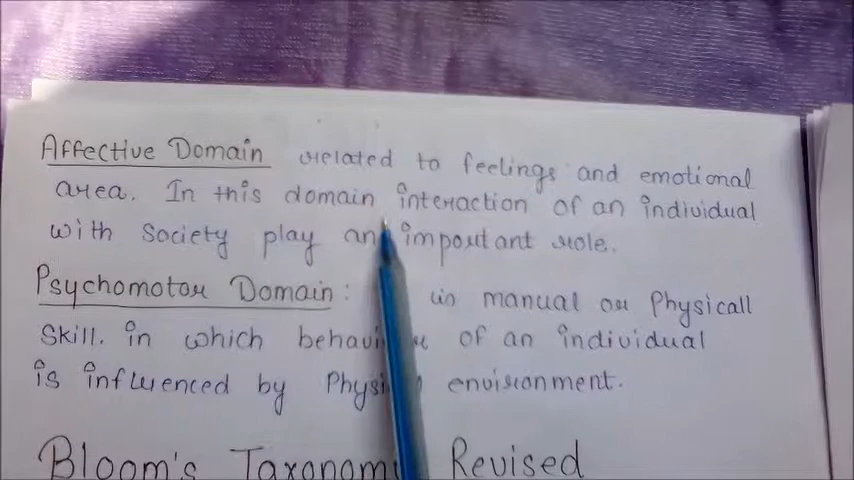 Affective Domain related to feelings and emotional
area. In this domain interaction of an individual
with society play an important role.
Psychomotor Domain: is manual or Physicall
Skill. in which of an individual
is influenced by environment.
Bloom's Taxonomy Revised